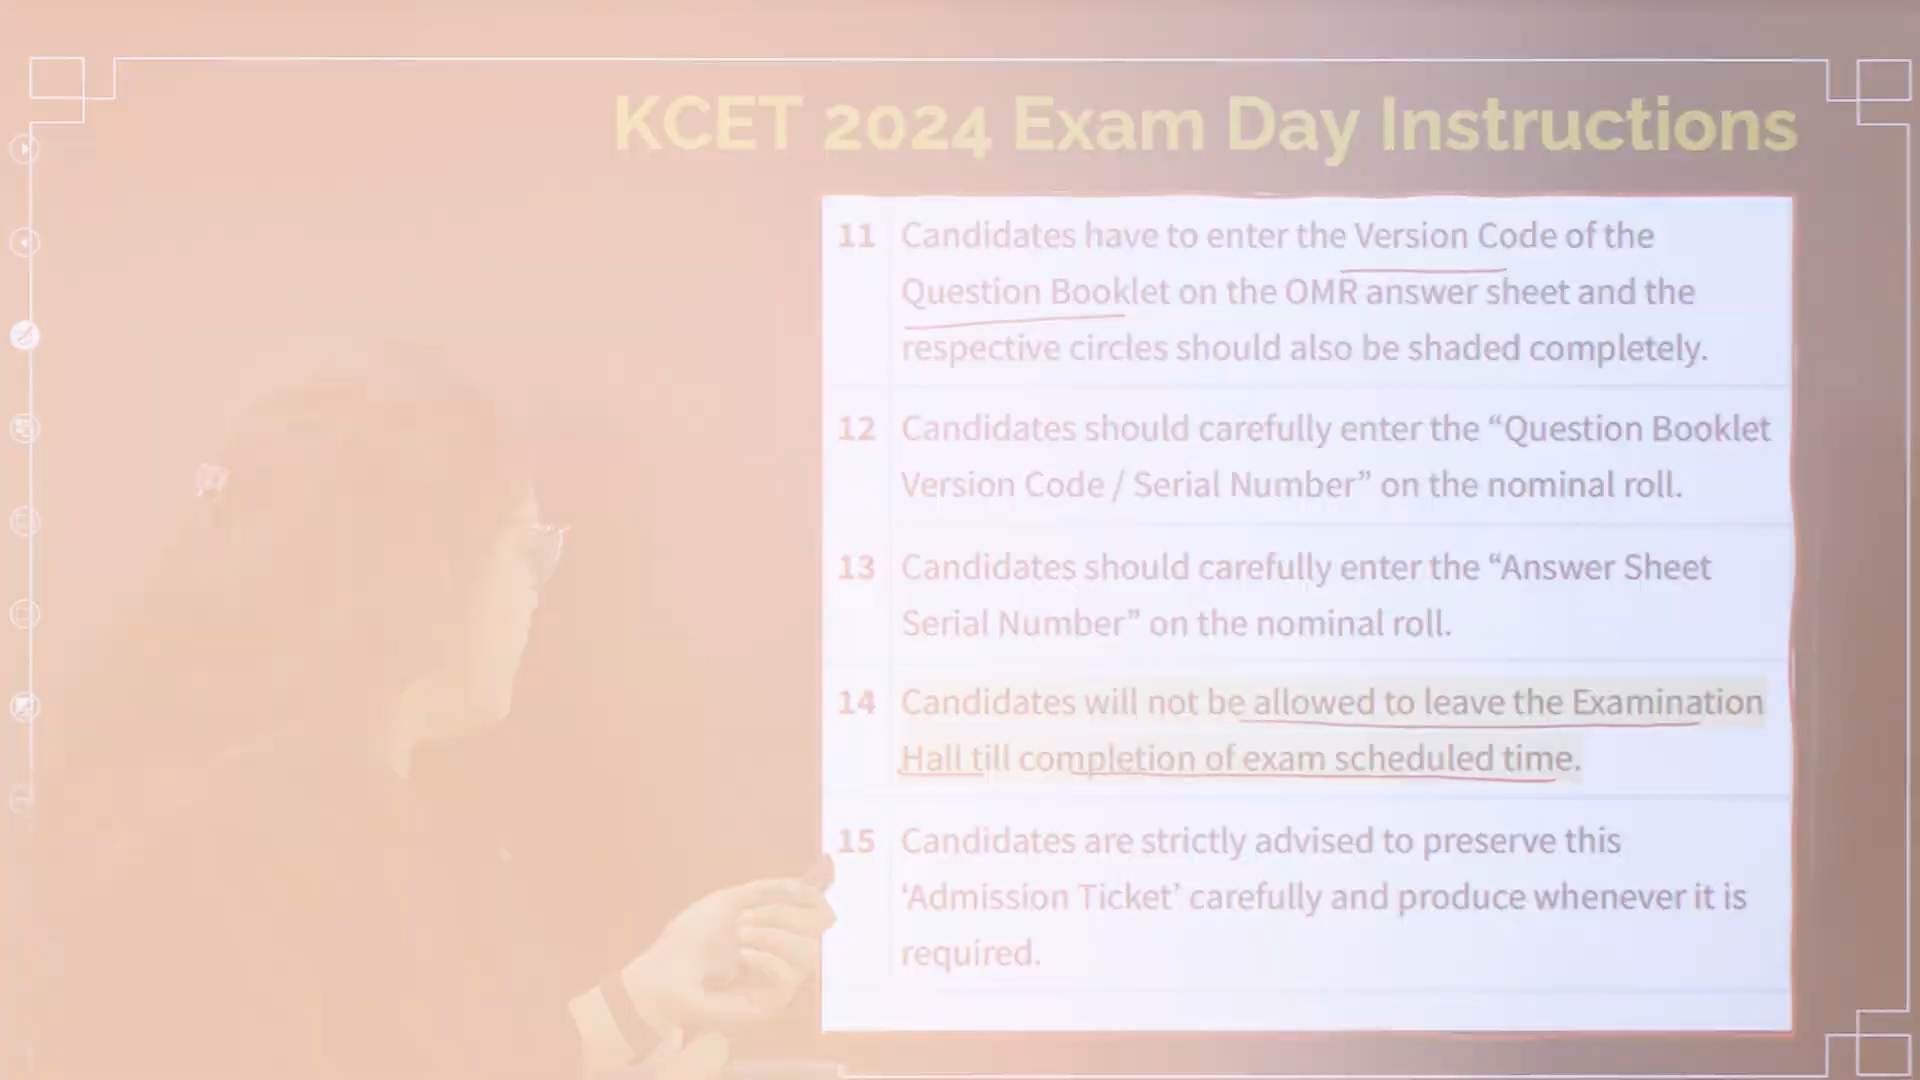 KCET 2024 Exam Day Instructions
11 Candidates have to enter the Version Code of the
Question Booklet on the OMR answer sheet and the
respective circles should also be shaded completely.
12 Candidates should carefully enter the “Question Booklet
Version Code / Serial Number” on the nominal roll.
13 Candidates should carefully enter the “Answer Sheet
Serial Number” on the nominal roll.
14 Candidates will not be allowed to leave the Examination
Hall till completion of exam scheduled time.
15 Candidates are strictly advised to preserve this
‘Admission Ticket’ carefully and produce whenever it is
required.